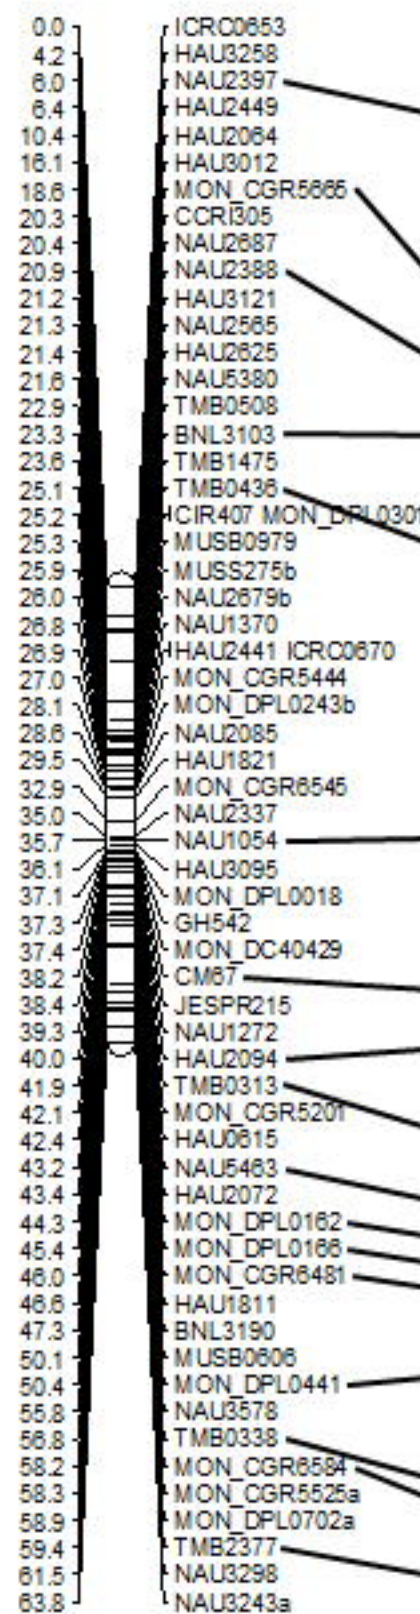 0.0 ICRC0653
4.2 HAU3258
6.0 NAU2397
6.4 HAU2449
10.4 HAU2064
16.1 HAU3012
18.6 MON_CGR5665
20.3 CCRI305
20.4 NAU2687
20.9 NAU2388
21.2 HAU3121
21.3 NAU2565
21.4 HAU2625
21.6 NAU5380
22.9 TMB0508
23.3 BNL3103
23.6 TMB1475
25.1 TMB0436
25.2 CIR407 MON_DPL0301
25.3 MUSB0979
25.9 MUSS275b
26.0 NAU2679b
26.8 NAU1370
26.9 HAU2441 ICRC0670
27.0 MON_CGR5444
28.1 MON_DPL0243b
28.6 NAU2085
29.5 HAU1821
32.9 MON_CGR6545
35.0 NAU2337
35.7 NAU1054
36.1 HAU3095
37.1 MON_DPL0018
37.3 GH542
37.4 MON_DC40429
38.2 CM67
38.4 JESPR215
39.3 NAU1272
40.0 HAU2094
41.9 TMB0313
42.1 MON_CGR5201
42.4 HAU0615
43.2 NAU5463
43.4 HAU2072
44.3 MON_DPL0162
45.4 MON_DPL0166
46.0 MON_CGR6481
46.6 HAU1811
47.3 BNL3190
50.1 MUSB0606
50.4 MON_DPL0441
55.8 NAU3578
56.8 TMB0338
58.2 MON_CGR6584
58.3 MON_CGR5525a
58.9 MON_DPL0702a
59.4 TMB2377
61.5 NAU3298
63.8 NAU3243a